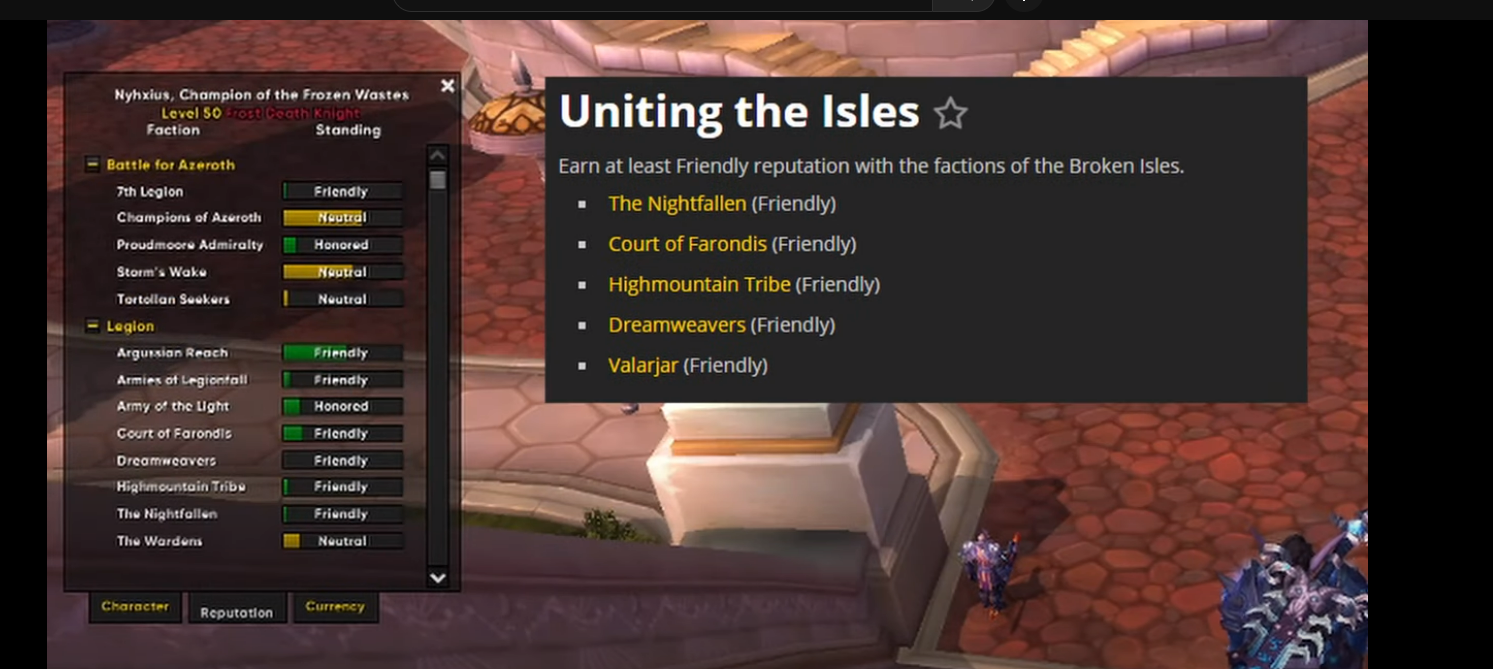 Nyhxius, Champion of the Frozen Wastes
Level 50 Frost Death Knight
Faction Standing
Battle for Azeroth
7th Legion Friendly
Champions of Azeroth Neutral
Proudmoore Admiralty Honored
Storm's Wake Neutral
Tortollan Seekers Neutral
Legion
Argussian Reach Friendly
Armies of Legionfall Friendly
Army of the Light Honored
Court of Farondis Friendly
Dreamweavers Friendly
Highmountain Tribe Friendly
The Nightfallen Friendly
The Wardens Neutral
Character Reputation Currency
Uniting the Isles
Earn at least Friendly reputation with the factions of the Broken Isles.
The Nightfallen (Friendly)
Court of Farondis (Friendly)
Highmountain Tribe (Friendly)
Dreamweavers (Friendly)
Valarjar (Friendly)